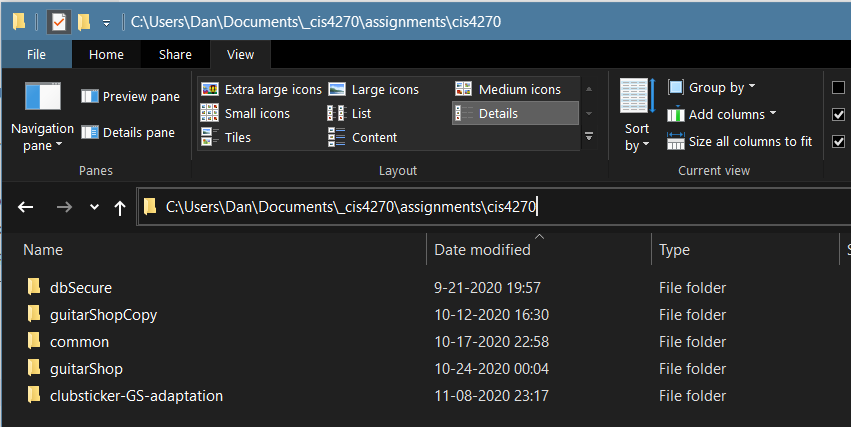 C:\Users\Dan\Documents\_cis4270\assignments\cis4270
File Home Share View
Extra large icons Large icons Medium icons Group by
Preview pane
Small icons List Details Add columns
Navigation pane Details pane Sort by
Tiles Content Size all columns to fit
Panes Layout Current view
C:\Users\Dan\Documents\_cis4270\assignments\cis4270
Name Date modified Type
dbSecure 9-21-2020 19:57 File folder
guitarShopCopy 10-12-2020 16:30 File folder
common 10-17-2020 22:58 File folder
guitarShop 10-24-2020 00:04 File folder
clubsticker-GS-adaptation 11-08-2020 23:17 File folder